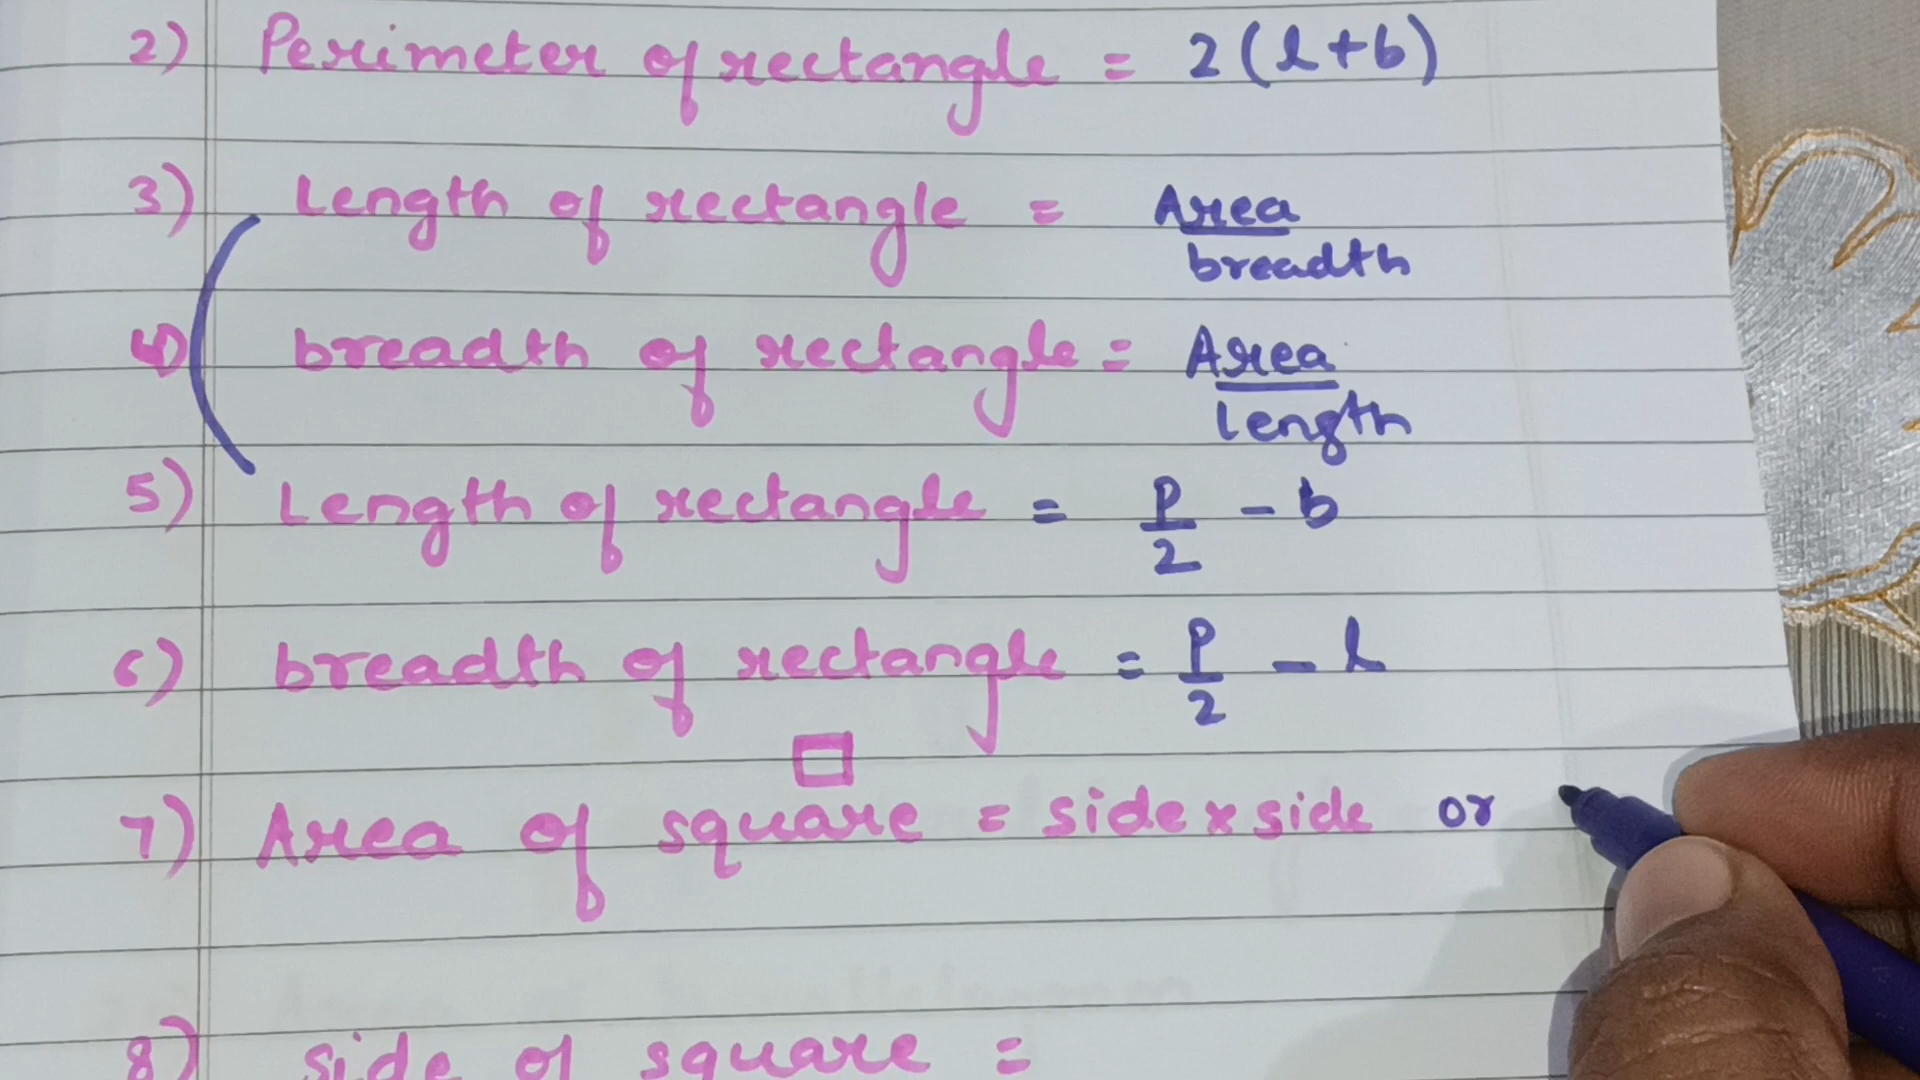 2) Perimeter of rectangle = 2(l+b)
3) Length of rectangle = Area
breadth
4) breadth of rectangle = Area
length
5) Length of rectangle = P/2 - b
6) breadth of rectangle = P/2 - l
7) Area of square = side x side or
8) side of square =